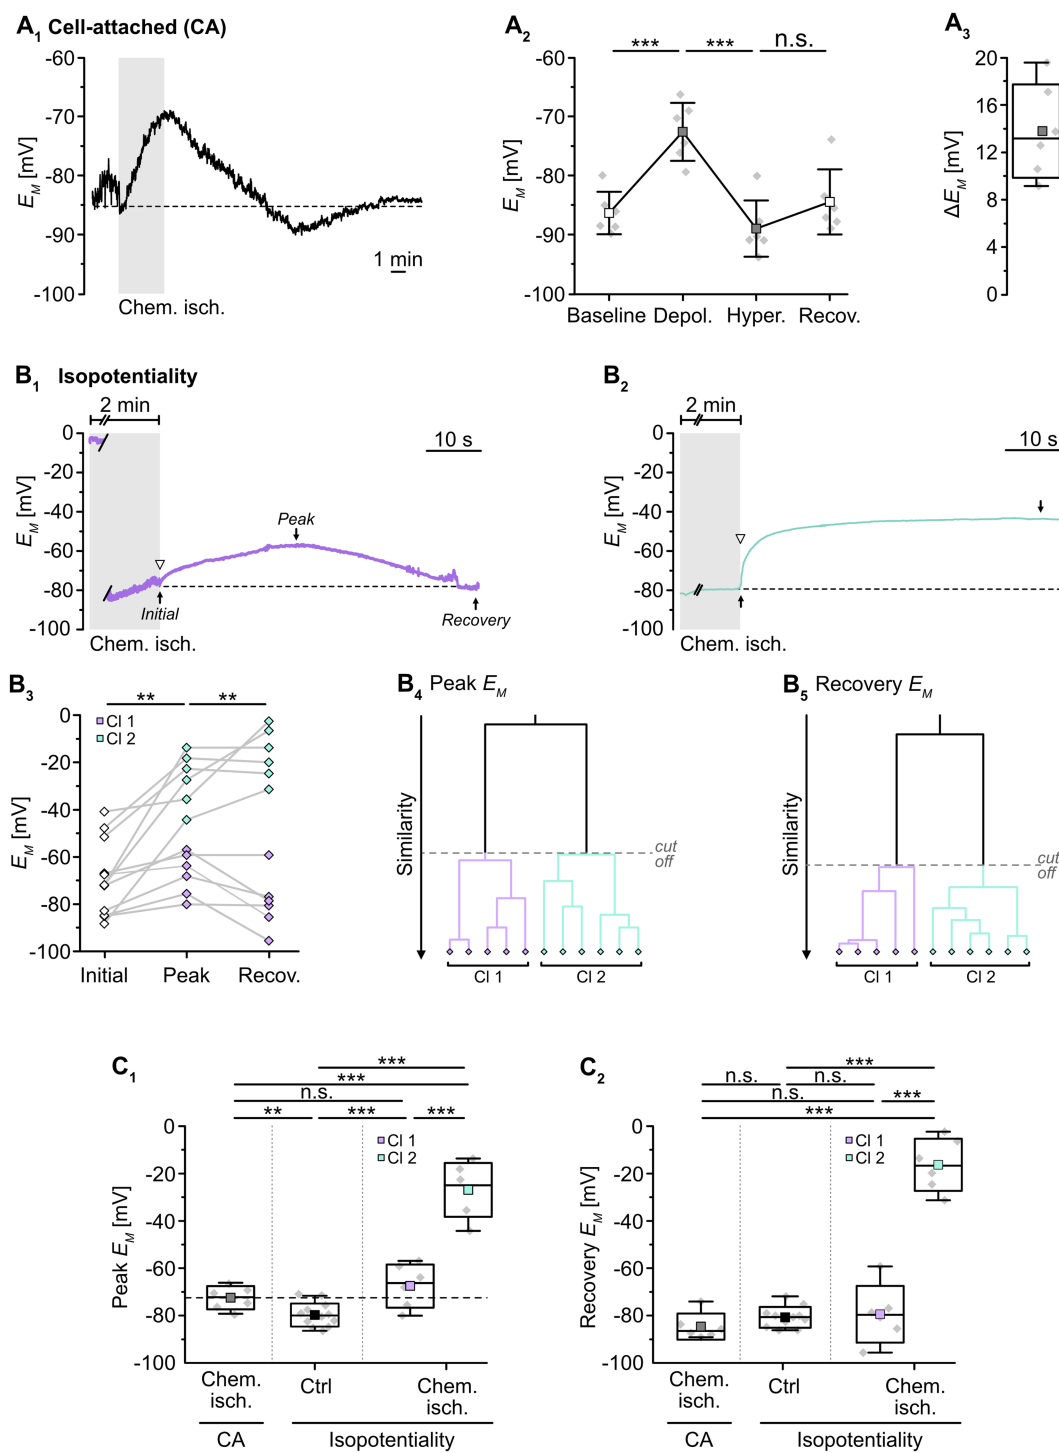 A1 Cell-attached (CA)
-60
-70
-80
-90
-100
EM [mV]
1 min
Chem. isch.
A2
***
***
n.s.
-60
-70
-80
-90
-100
EM [mV]
Baseline
Depol.
Hyper.
Recov.
A3
20
16
12
8
4
0
ΔEM [mV]
B1 Isopotentiality
2 min
0
-20
-40
-60
-80
-100
EM [mV]
10 s
Peak
Initial
Recovery
Chem. isch.
B2
2 min
0
-20
-40
-60
-80
-100
EM [mV]
10 s
Chem. isch.
B3
**
**
Cl 1
Cl 2
0
-20
-40
-60
-80
-100
EM [mV]
Initial
Peak
Recov.
B4 Peak EM
Similarity
cut
off
Cl 1
Cl 2
B5 Recovery EM
Similarity
cut
off
Cl 1
Cl 2
C1
***
***
n.s.
**
***
***
Cl 1
Cl 2
0
-20
-40
-60
-80
-100
Peak EM [mV]
Chem.
isch.
Ctrl
Chem.
isch.
CA
Isopotentiality
C2
***
n.s.
n.s.
n.s.
***
***
Cl 1
Cl 2
0
-20
-40
-60
-80
-100
Recovery EM [mV]
Chem.
isch.
Ctrl
Chem.
isch.
CA
Isopotentiality